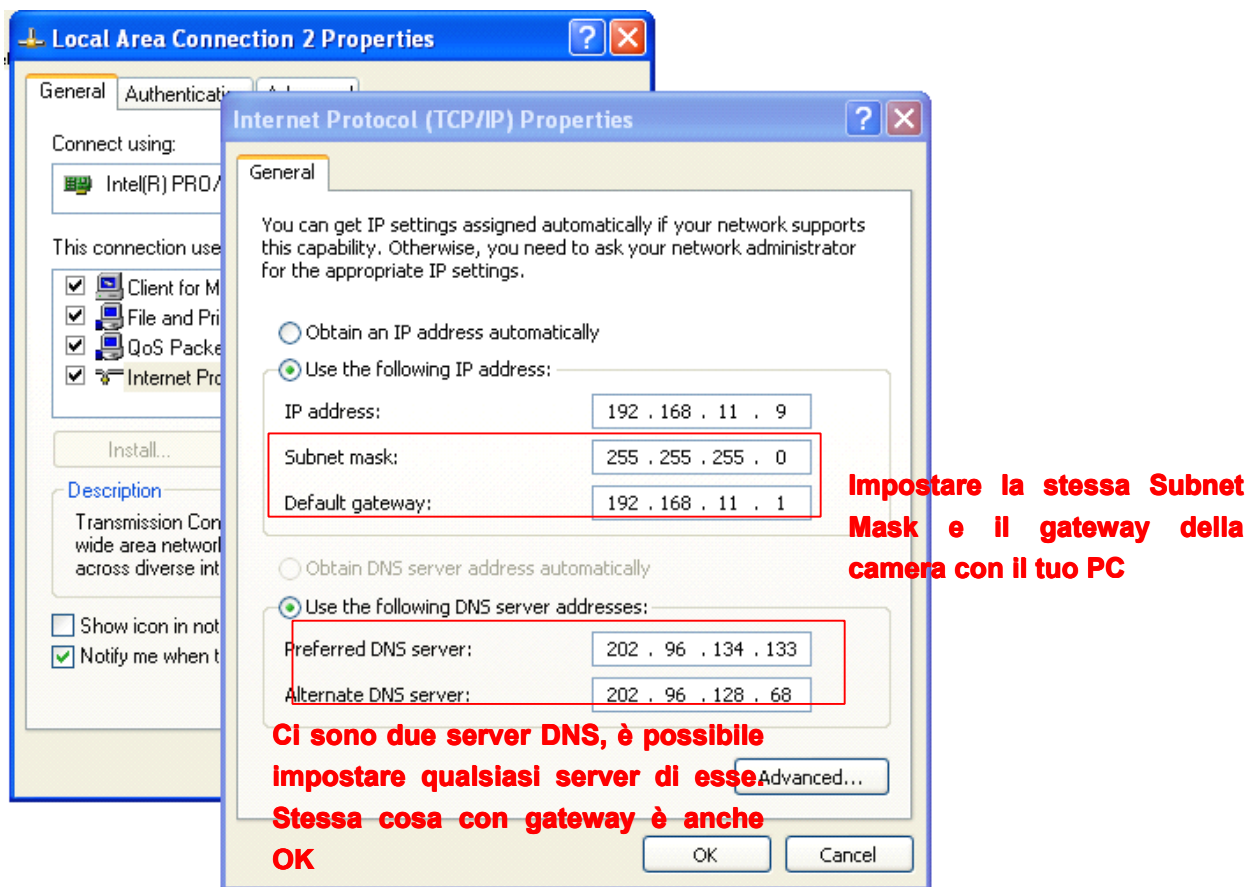 Local Area Connection 2 Properties
General
Authenticatio
Internet Protocol (TCP/IP) Properties
Connect using:
Intel(R) PRO/
This connection use
Client for M
File and Pri
QoS Packe
Internet Pro
Install...
Description
Transmission Con
wide area network
across diverse int
Show icon in not
Notify me when t
General
You can get IP settings assigned automatically if your network supports
this capability. Otherwise, you need to ask your network administrator
for the appropriate IP settings.
Obtain an IP address automatically
Use the following IP address:
IP address: 192 . 168 . 11 . 9
Subnet mask: 255 . 255 . 255 . 0
Default gateway: 192 . 168 . 11 . 1
Obtain DNS server address automatically
Use the following DNS server addresses:
Preferred DNS server: 202 . 96 . 134 . 133
Alternate DNS server: 202 . 96 . 128 . 68
Advanced...
OK
Cancel
Impostare la stessa Subnet
Mask e il gateway della
camera con il tuo PC
Ci sono due server DNS, è possibile
impostare qualsiasi server di esse.
Stessa cosa con gateway è anche
OK